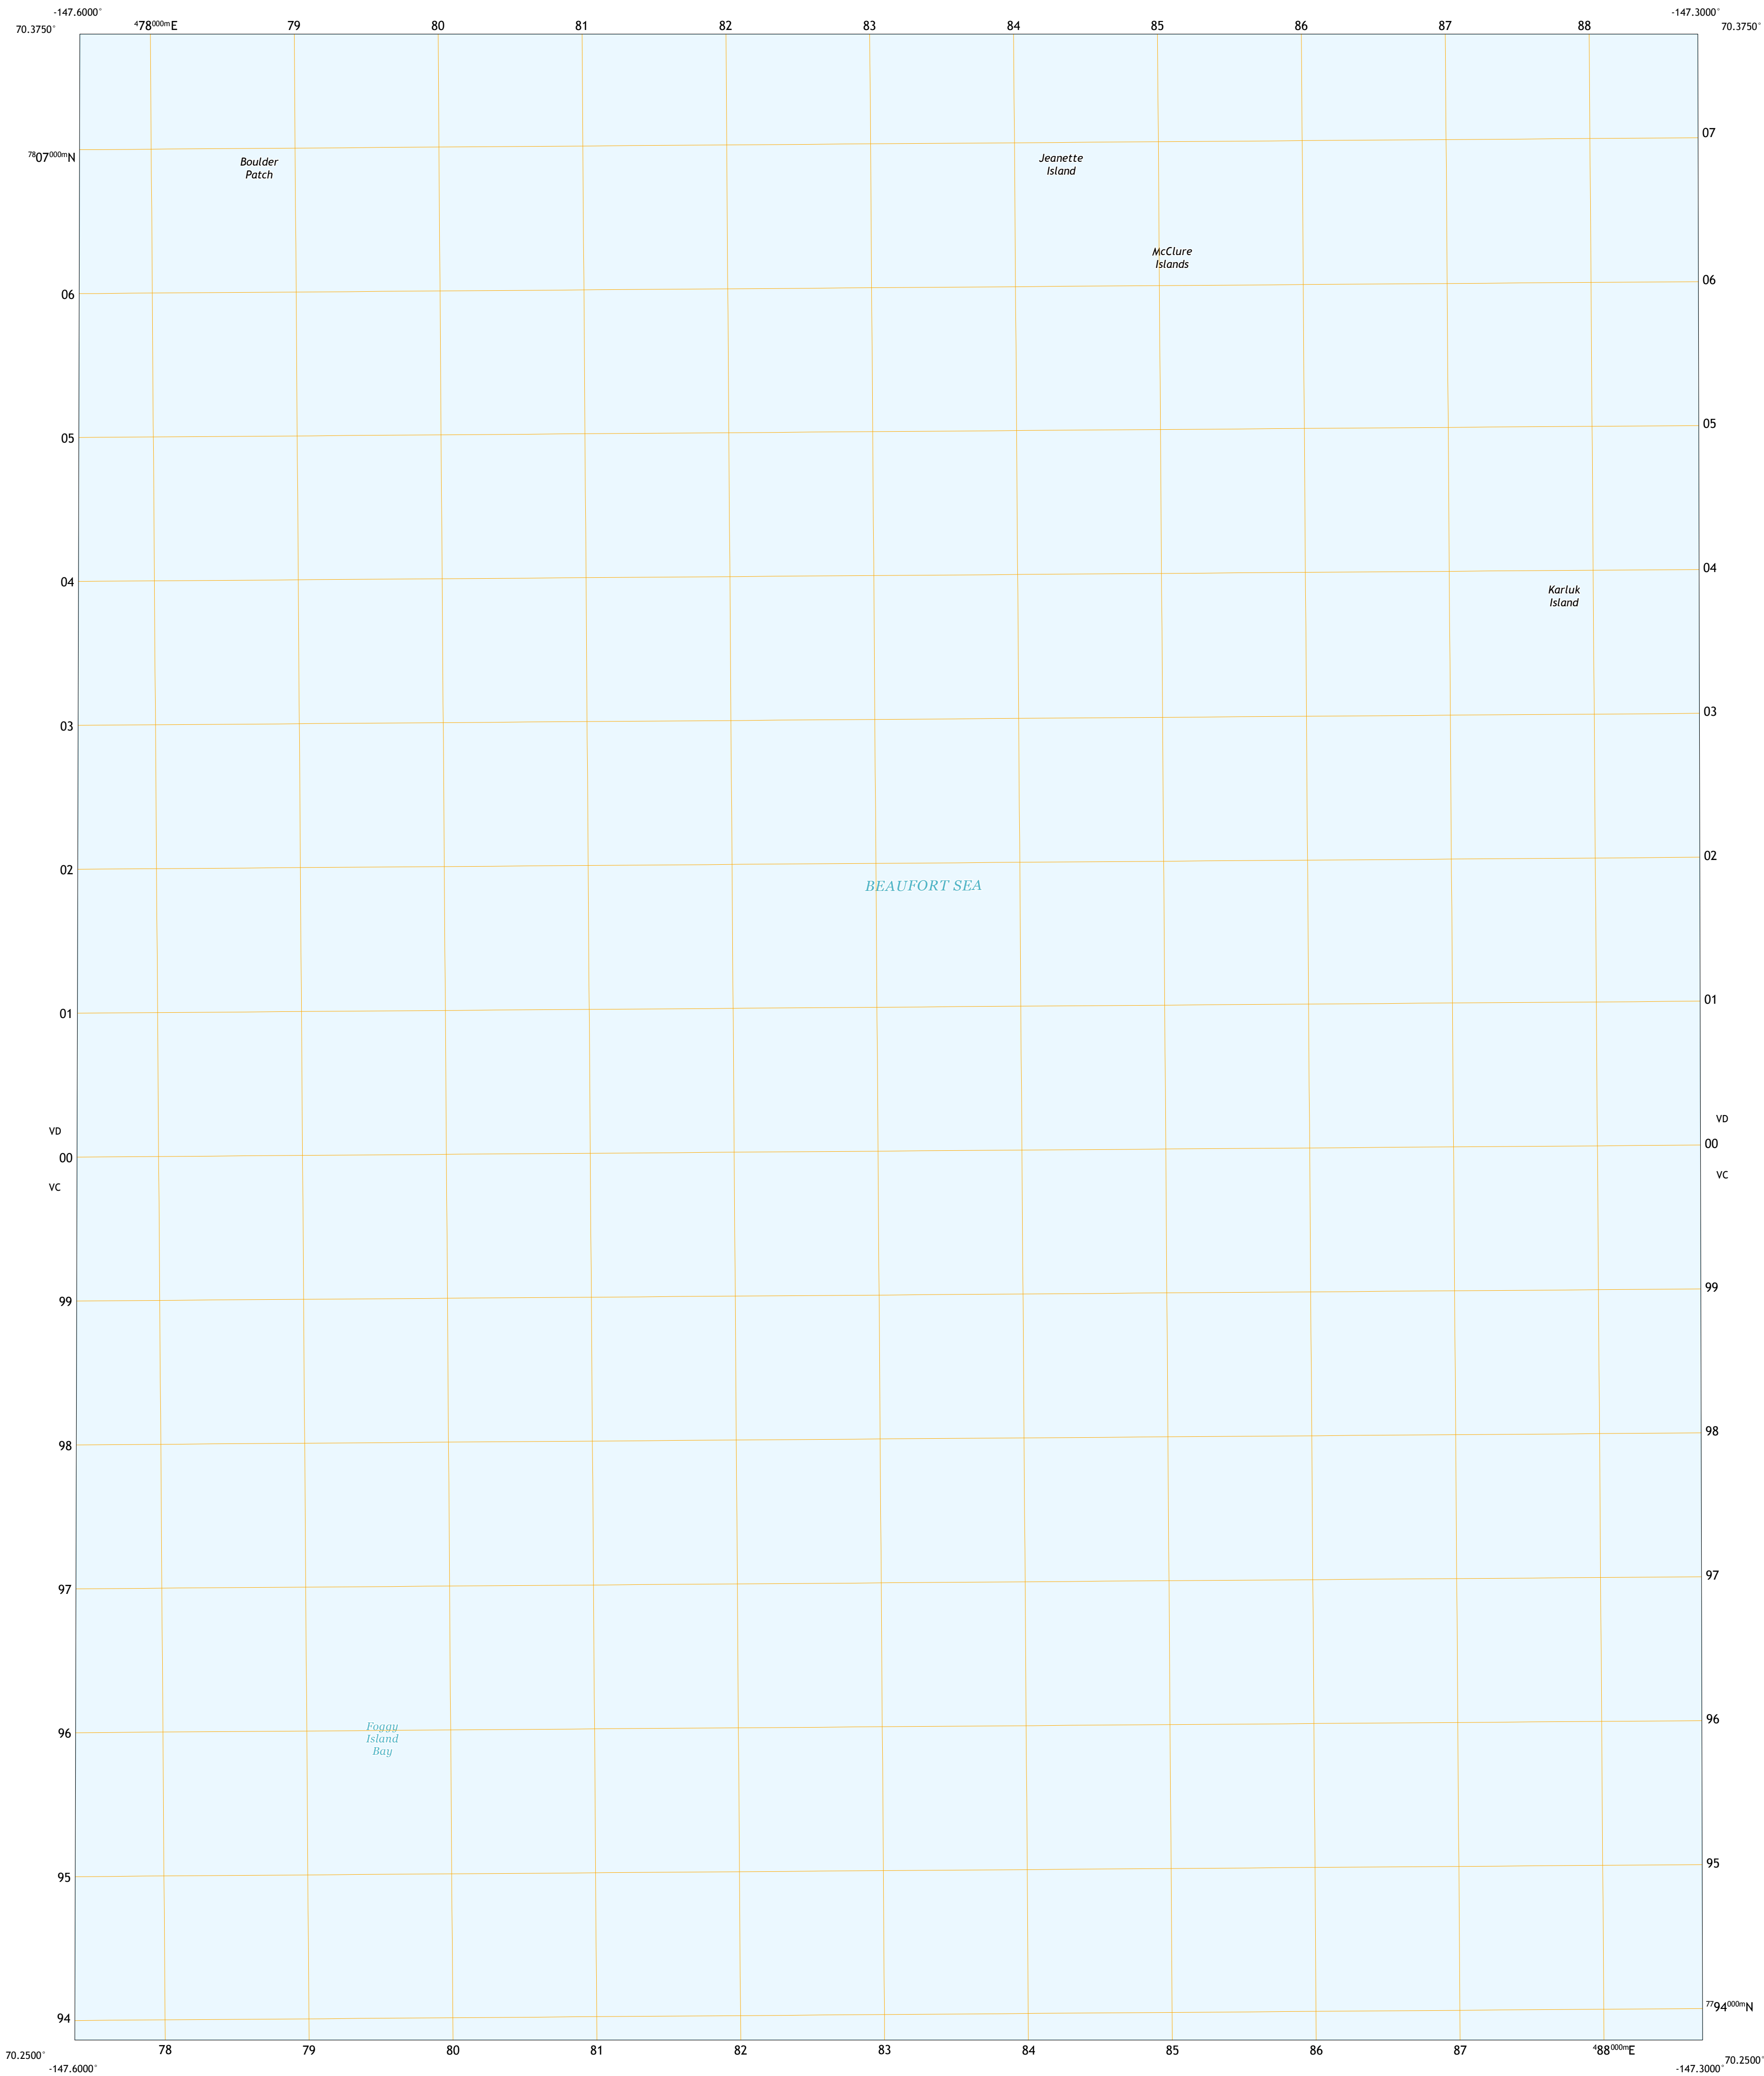 -147.6000° -147.3000°
70.3750° ⁴78⁰⁰⁰ᵐE 79 80 81 82 83 84 85 86 87 88 70.3750°
07
⁷⁸07⁰⁰⁰ᵐN
Boulder
Patch
Jeanette
Island
McClure
Islands
06 06
05 05
04 04
Karluk
Island
03 03
02 02
BEAUFORT SEA
01 01
VD VD
00 00
VC VC
99 99
98 98
97 97
96 96
Foggy
Island
Bay
95 95
94 ⁷⁷94⁰⁰⁰ᵐN
70.2500° 78 79 80 81 82 83 84 85 86 87 ⁴88⁰⁰⁰ᵐE 70.2500°
-147.6000° -147.3000°